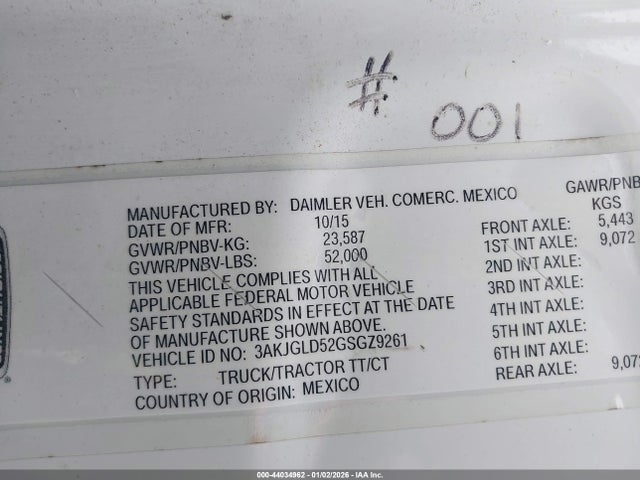 # 001
MANUFACTURED BY: DAIMLER VEH. COMERC. MEXICO
DATE OF MFR: 10/15
GVWR/PNBV-KG: 23,587
GVWR/PNBV-LBS: 52,000
THIS VEHICLE COMPLIES WITH ALL
APPLICABLE FEDERAL MOTOR VEHICLE
SAFETY STANDARDS IN EFFECT AT THE DATE
OF MANUFACTURE SHOWN ABOVE.
VEHICLE ID NO: 3AKJGLD52GSGZ9261
TYPE: TRUCK/TRACTOR TT/CT
COUNTRY OF ORIGIN: MEXICO
GAWR/PNB
KGS
FRONT AXLE: 5,443
1ST INT AXLE: 9,072
2ND INT AXLE:
3RD INT AXLE:
4TH INT AXLE:
5TH INT AXLE:
6TH INT AXLE:
REAR AXLE: 9,072
000-44034962 - 01/02/2026 - IAA Inc.